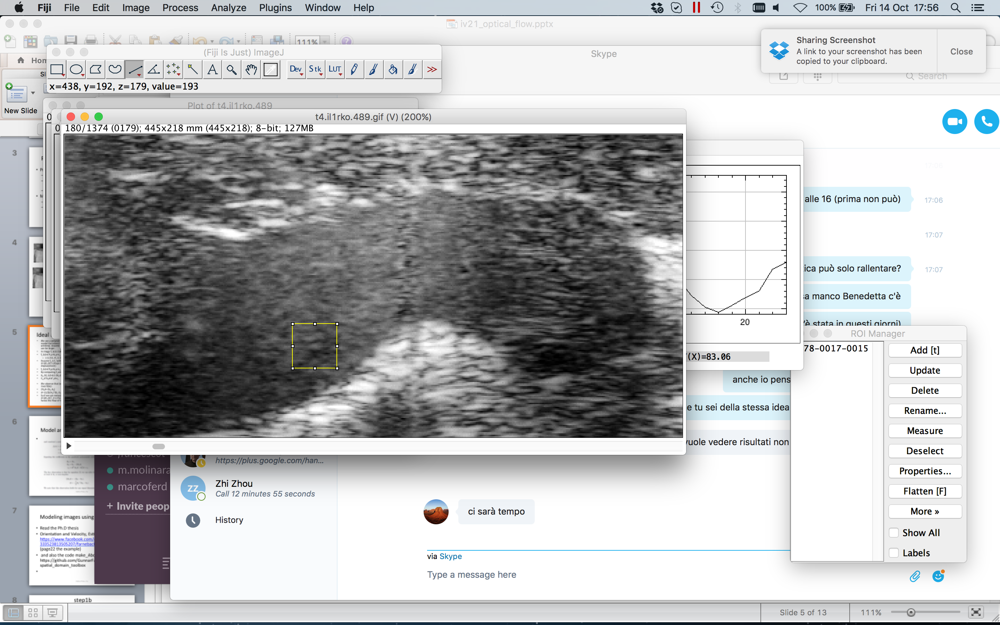 Fiji File Edit Image Process Analyze Plugins Window Help
100% Fri 14 Oct 17:56
iv21_optical_flow.pptx
111%
Sharing Screenshot
A link to your screenshot has been
copied to your clipboard.
Close
(Fiji Is Just) ImageJ
Dev Stk LUT
x=438, y=192, z=179, value=193
Skype
Search
New Slide
Plot of t4.il1rko.489
t4.il1rko.489.gif (V) (200%)
180/1374 (0179); 445x218 mm (445x218); 8-bit; 127MB
3
4
5
6
7
8
20
(X)=83.06
alle 16 (prima non può)
17:06
17:07
ica può solo rallentare?
17:07
sa manco Benedetta c'è
'è stata in questi giorni)
anche io pens
e tu sei della stessa idea
vuole vedere risultati non
ci sarà tempo
via Skype
Type a message here
ROI Manager
78-0017-0015
Add [t]
Update
Delete
Rename...
Measure
Deselect
Properties...
Flatten [F]
More »
Show All
Labels
m.molinara
marcoferd
+ Invite peop
https://plus.google.com/han...
ZZ
Zhi Zhou
Call 12 minutes 55 seconds
History
Ideal
Model a
Modeling images using
Read the Ph.D thesis
Orientation and Velocity, Est
https://www.facebook.com/
(page22 the example)
and also the code make_Abc
https://github.com/Gunnarf
spatial_domain_toolbox
step1b
Slide 5 of 13
111%